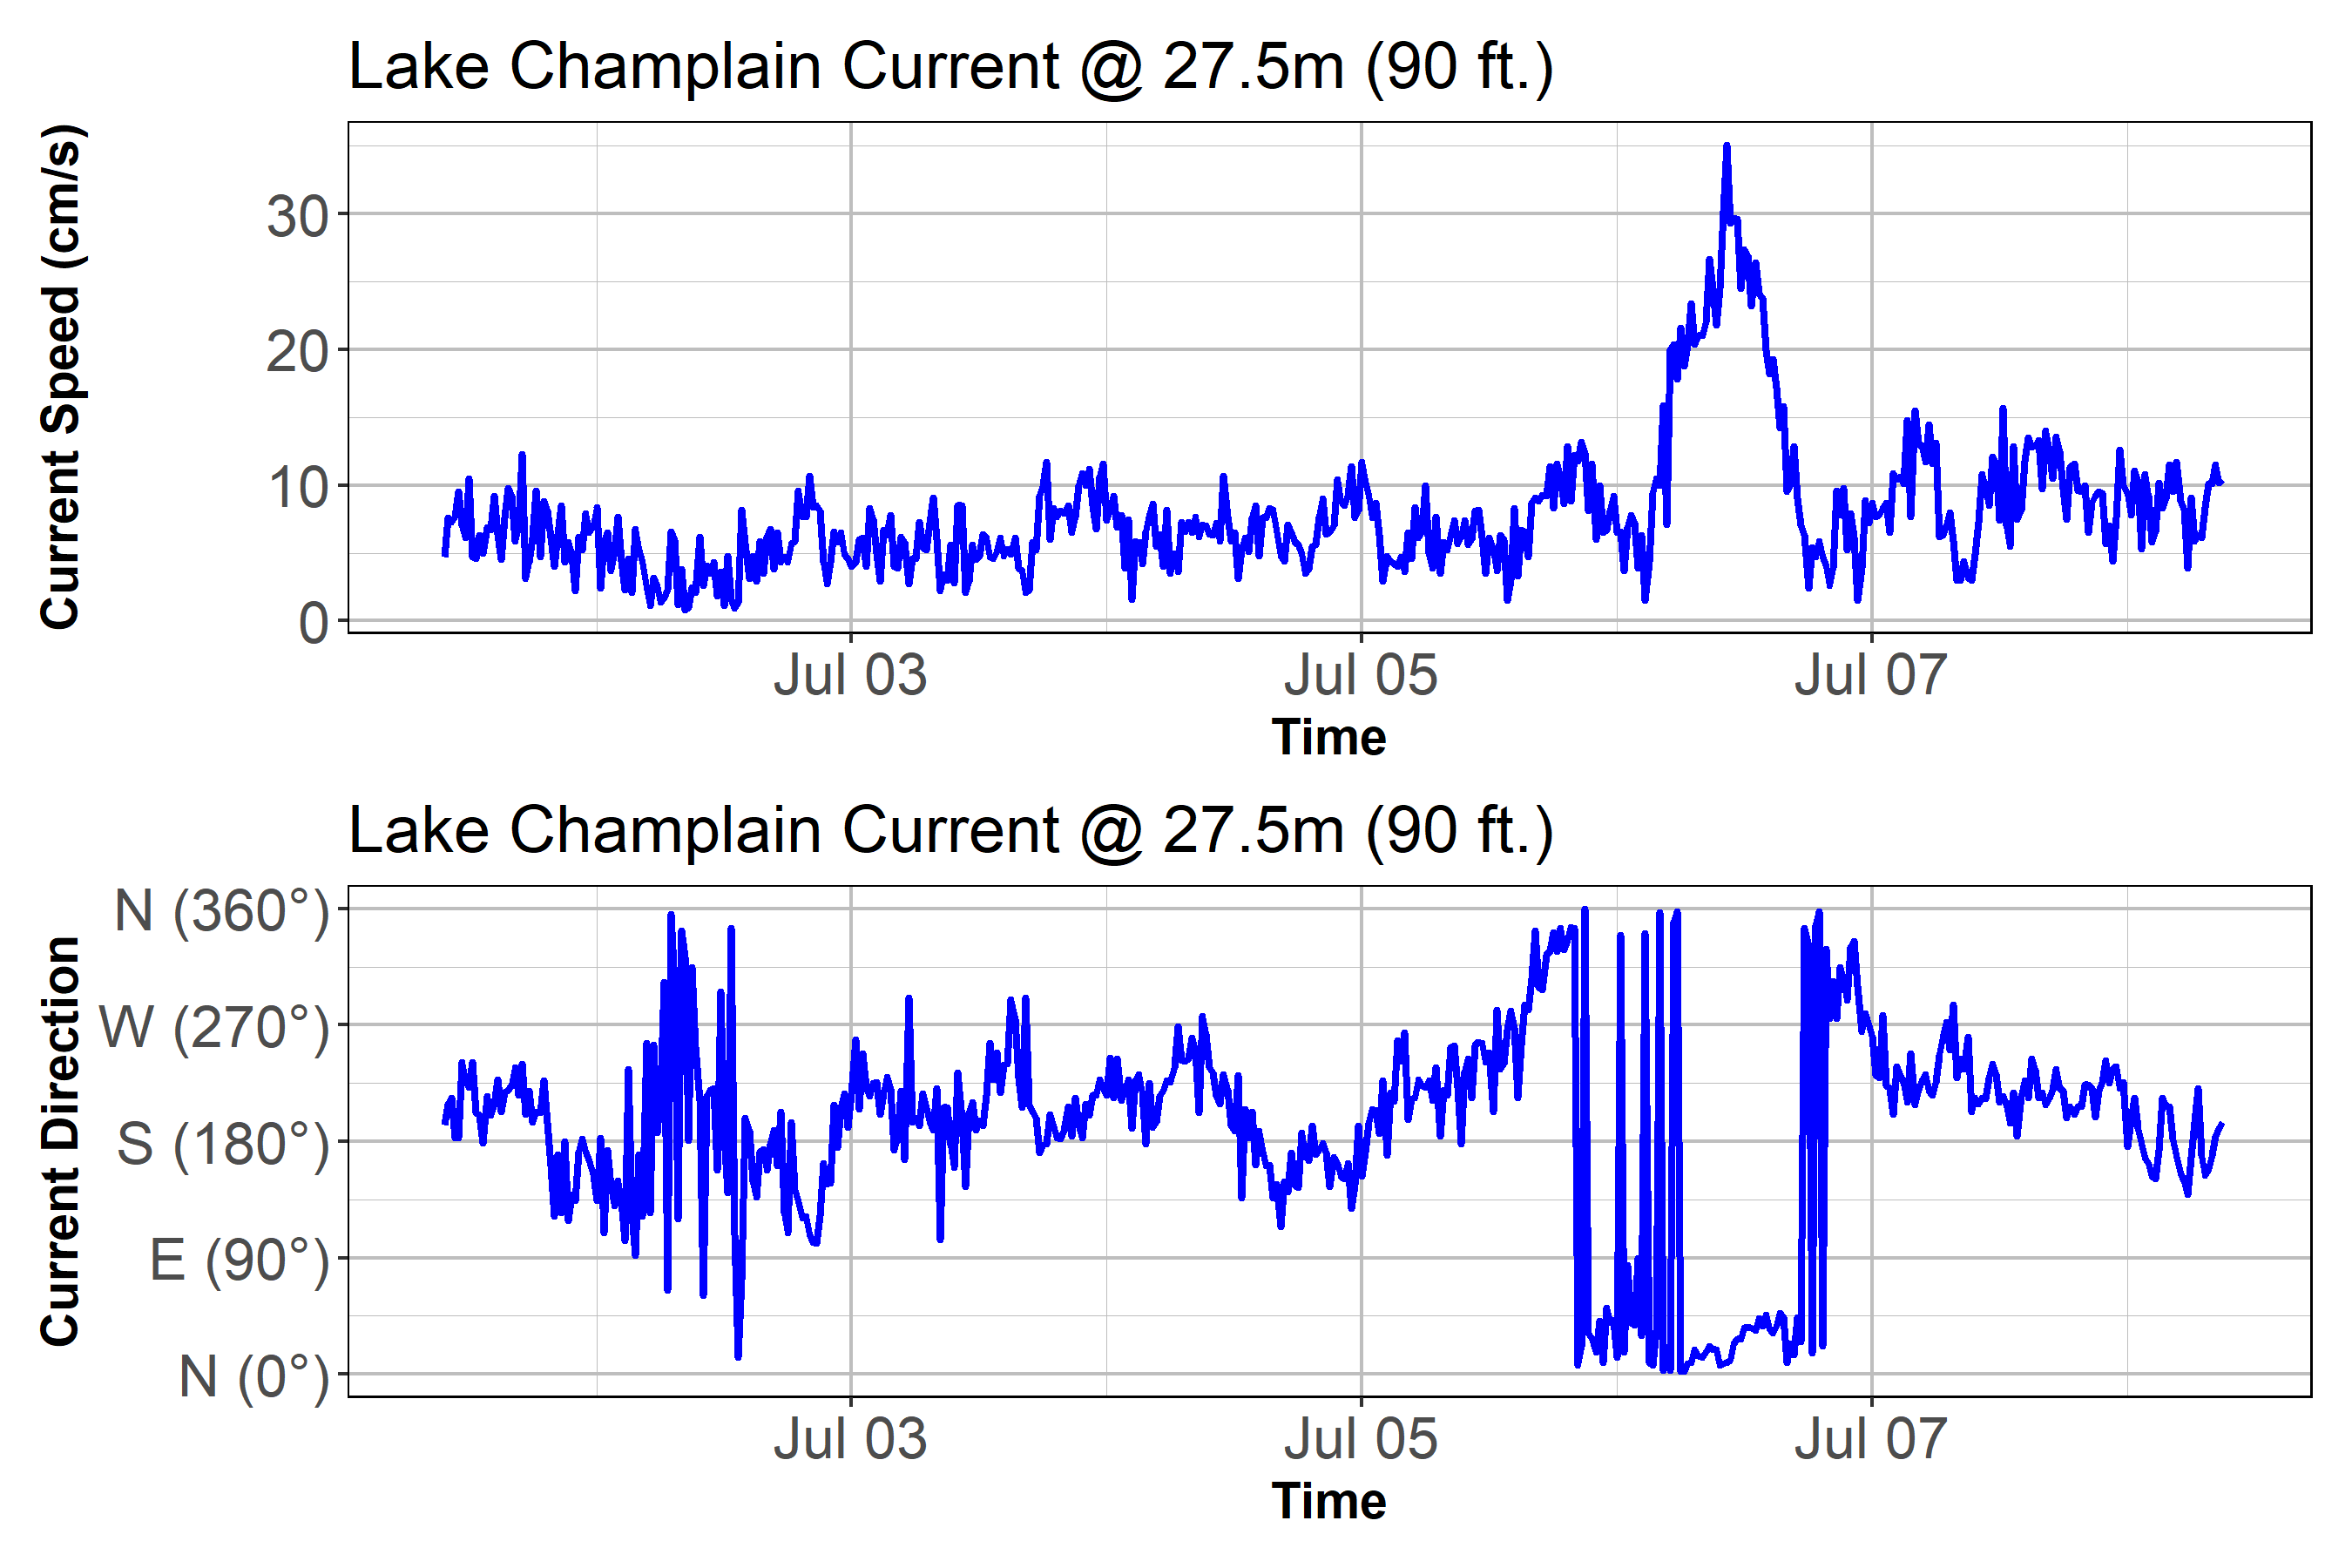 Lake Champlain Current @ 27.5m (90 ft.)
Current Speed (cm/s)
30
20
10
0
Jul 03 Jul 05 Jul 07
Time
Lake Champlain Current @ 27.5m (90 ft.)
Current Direction
N (360°)
W (270°)
S (180°)
E (90°)
N (0°)
Jul 03 Jul 05 Jul 07
Time